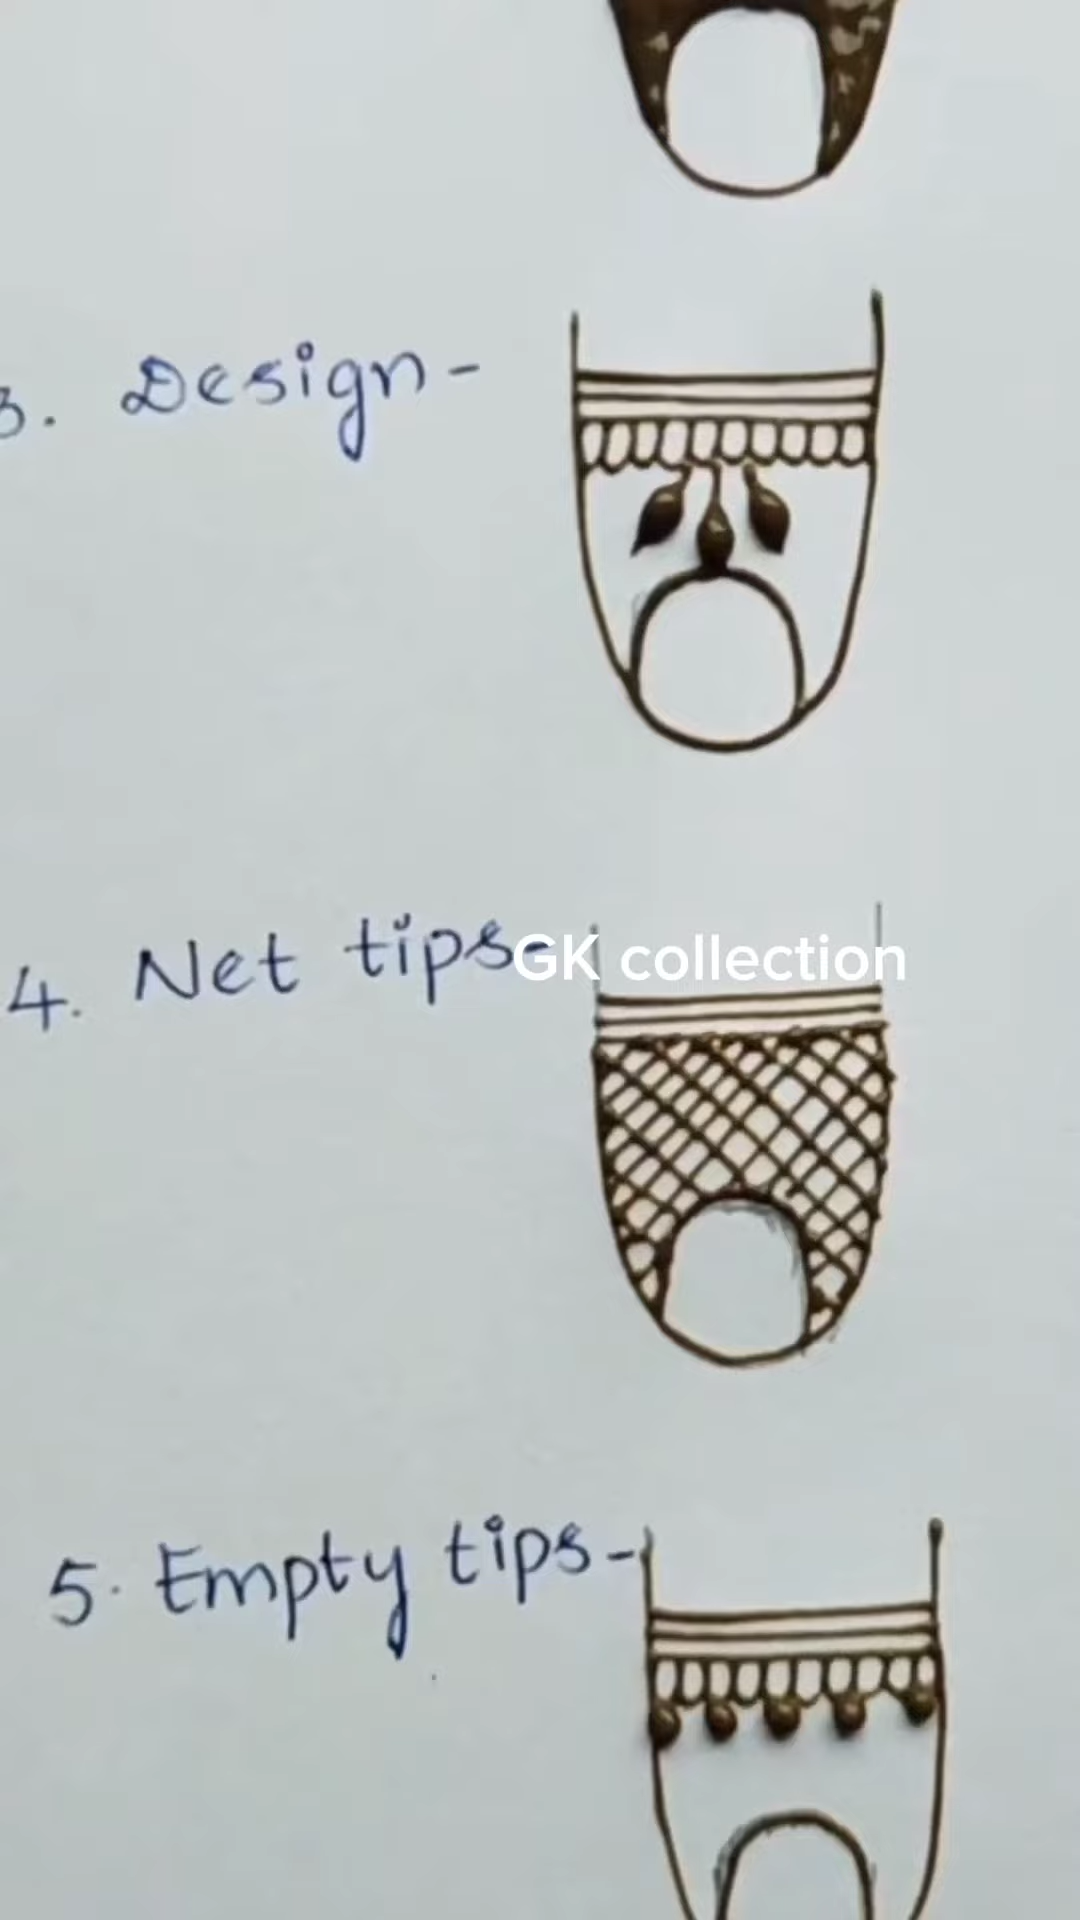 3. Design-
4. Net tips-
GK collection
5. Empty tips-